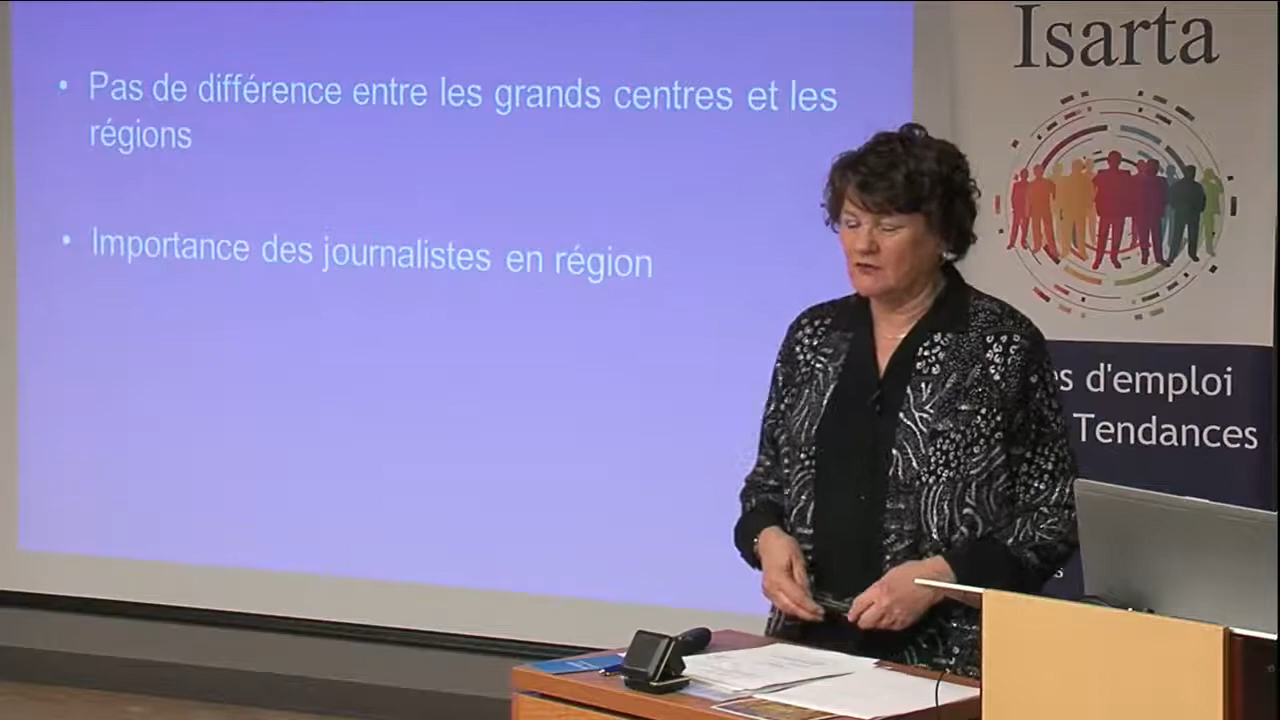 • Pas de différence entre les grands centres et les
régions
• Importance des journalistes en région
Isarta
es d'emploi
Tendances
s